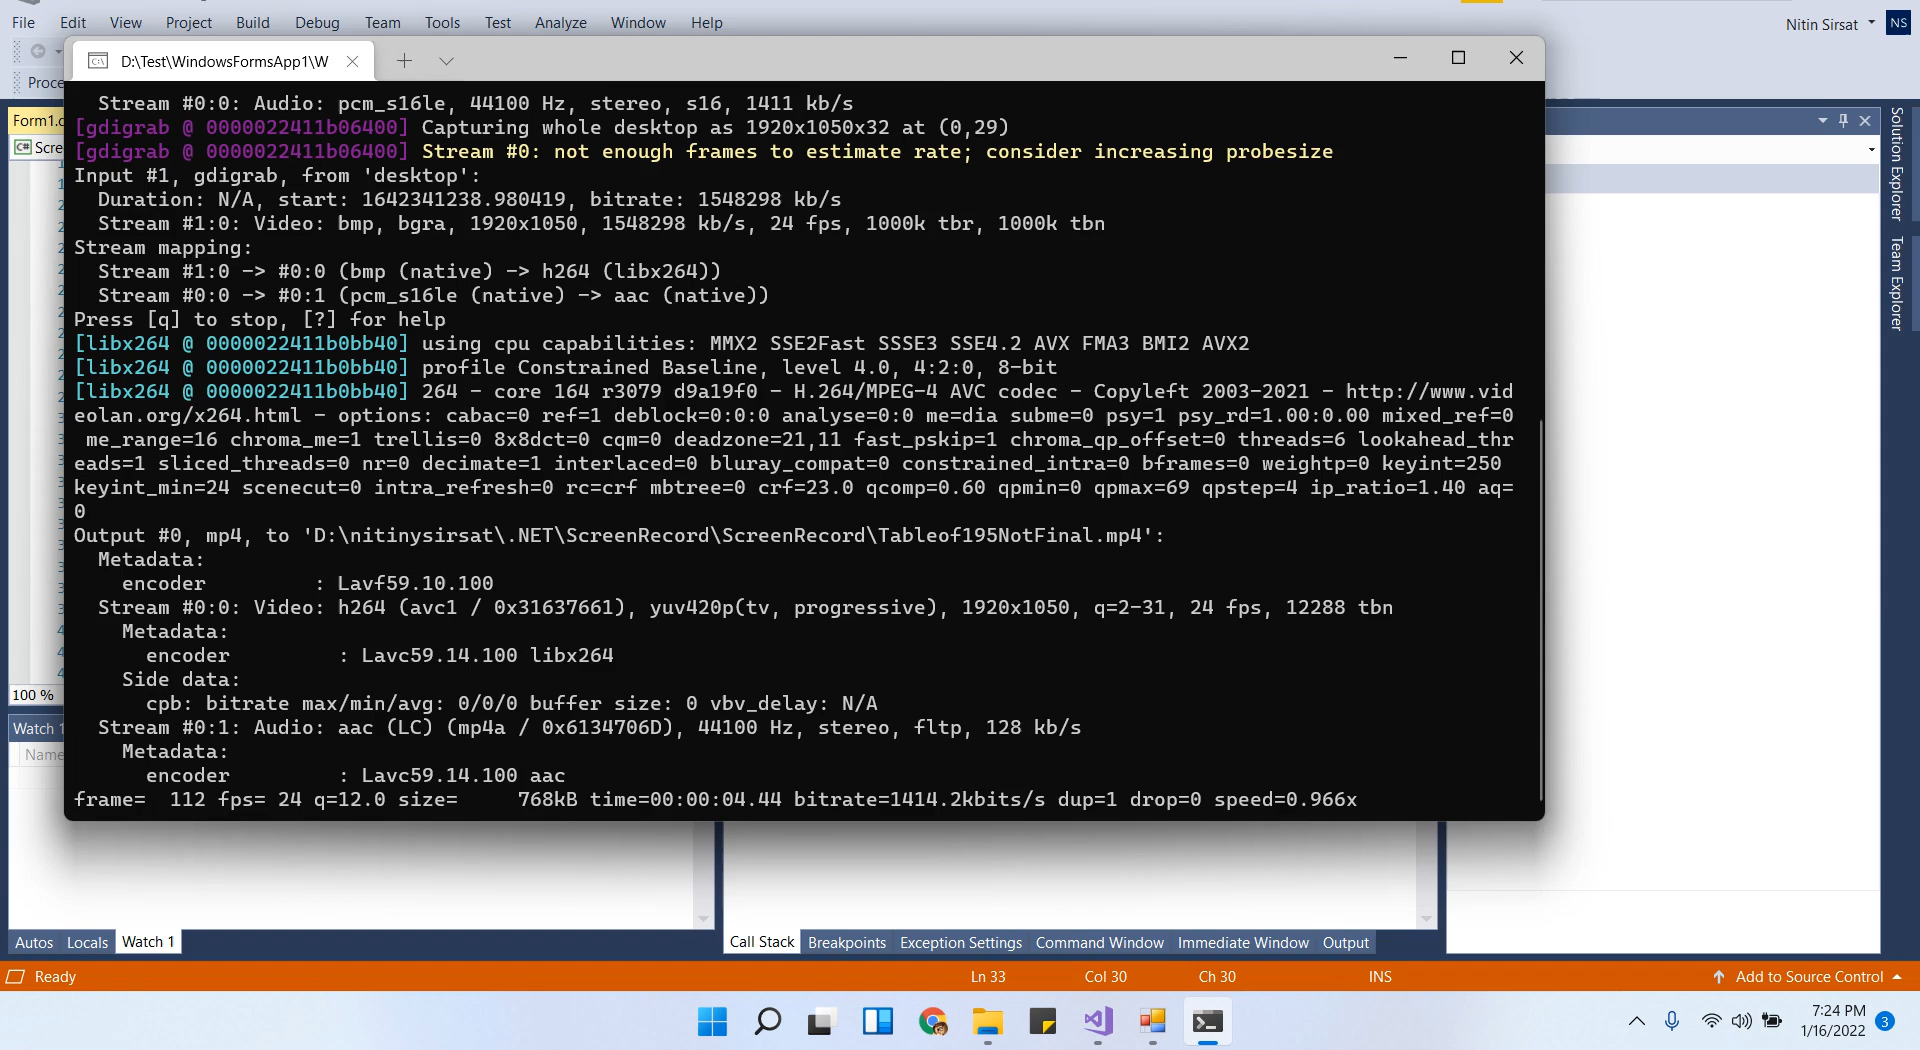 File Edit View Project Build Debug Team Tools Test Analyze Window Help
Nitin Sirsat NS
D:\Test\WindowsFormsApp1\W
Proce
Form1.c
Scre
Stream #0:0: Audio: pcm_s16le, 44100 Hz, stereo, s16, 1411 kb/s
[gdigrab @ 0000022411b06400] Capturing whole desktop as 1920x1050x32 at (0,29)
[gdigrab @ 0000022411b06400] Stream #0: not enough frames to estimate rate; consider increasing probesize
Input #1, gdigrab, from 'desktop':
Duration: N/A, start: 1642341238.980419, bitrate: 1548298 kb/s
Stream #1:0: Video: bmp, bgra, 1920x1050, 1548298 kb/s, 24 fps, 1000k tbr, 1000k tbn
Stream mapping:
Stream #1:0 -> #0:0 (bmp (native) -> h264 (libx264))
Stream #0:0 -> #0:1 (pcm_s16le (native) -> aac (native))
Press [q] to stop, [?] for help
[libx264 @ 0000022411b0bb40] using cpu capabilities: MMX2 SSE2Fast SSSE3 SSE4.2 AVX FMA3 BMI2 AVX2
[libx264 @ 0000022411b0bb40] profile Constrained Baseline, level 4.0, 4:2:0, 8-bit
[libx264 @ 0000022411b0bb40] 264 - core 164 r3079 d9a19f0 - H.264/MPEG-4 AVC codec - Copyleft 2003-2021 - http://www.vid
eolan.org/x264.html - options: cabac=0 ref=1 deblock=0:0:0 analyse=0:0 me=dia subme=0 psy=1 psy_rd=1.00:0.00 mixed_ref=0
me_range=16 chroma_me=1 trellis=0 8x8dct=0 cqm=0 deadzone=21,11 fast_pskip=1 chroma_qp_offset=0 threads=6 lookahead_thr
eads=1 sliced_threads=0 nr=0 decimate=1 interlaced=0 bluray_compat=0 constrained_intra=0 bframes=0 weightp=0 keyint=250
keyint_min=24 scenecut=0 intra_refresh=0 rc=crf mbtree=0 crf=23.0 qcomp=0.60 qpmin=0 qpmax=69 qpstep=4 ip_ratio=1.40 aq=
0
Output #0, mp4, to 'D:\nitinysirsat\.NET\ScreenRecord\ScreenRecord\Tableof195NotFinal.mp4':
Metadata:
encoder : Lavf59.10.100
Stream #0:0: Video: h264 (avc1 / 0x31637661), yuv420p(tv, progressive), 1920x1050, q=2-31, 24 fps, 12288 tbn
Metadata:
encoder : Lavc59.14.100 libx264
Side data:
cpb: bitrate max/min/avg: 0/0/0 buffer size: 0 vbv_delay: N/A
Stream #0:1: Audio: aac (LC) (mp4a / 0x6134706D), 44100 Hz, stereo, fltp, 128 kb/s
Metadata:
encoder : Lavc59.14.100 aac
frame= 112 fps= 24 q=12.0 size= 768kB time=00:00:04.44 bitrate=1414.2kbits/s dup=1 drop=0 speed=0.966x
Solution Explorer
Team Explorer
100 %
Watch 1
Name
Autos Locals Watch 1
Call Stack Breakpoints Exception Settings Command Window Immediate Window Output
Ready Ln 33 Col 30 Ch 30 INS Add to Source Control
7:24 PM
1/16/2022
3